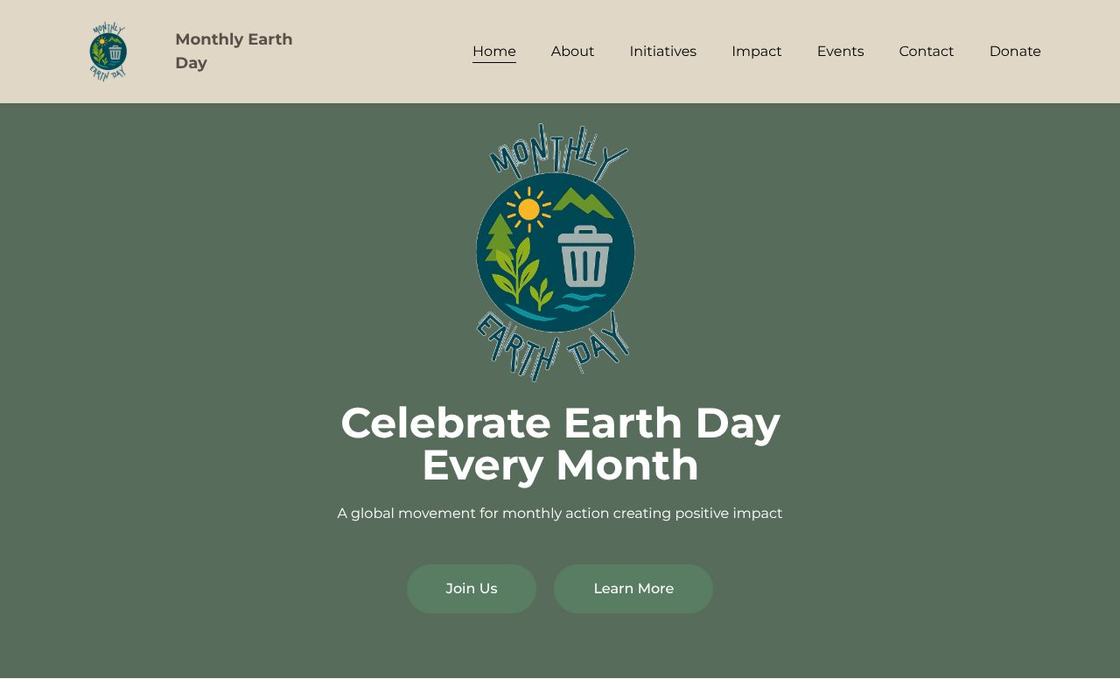 MONTHLY
EARTH DAY
Monthly Earth
Day
Home About Initiatives Impact Events Contact Donate
MONTHLY
EARTH DAY
Celebrate Earth Day
Every Month
A global movement for monthly action creating positive impact
Join Us Learn More